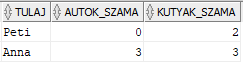 TULAJ AUTOK_SZAMA KUTYAK_SZAMA
Peti 0 2
Anna 3 3